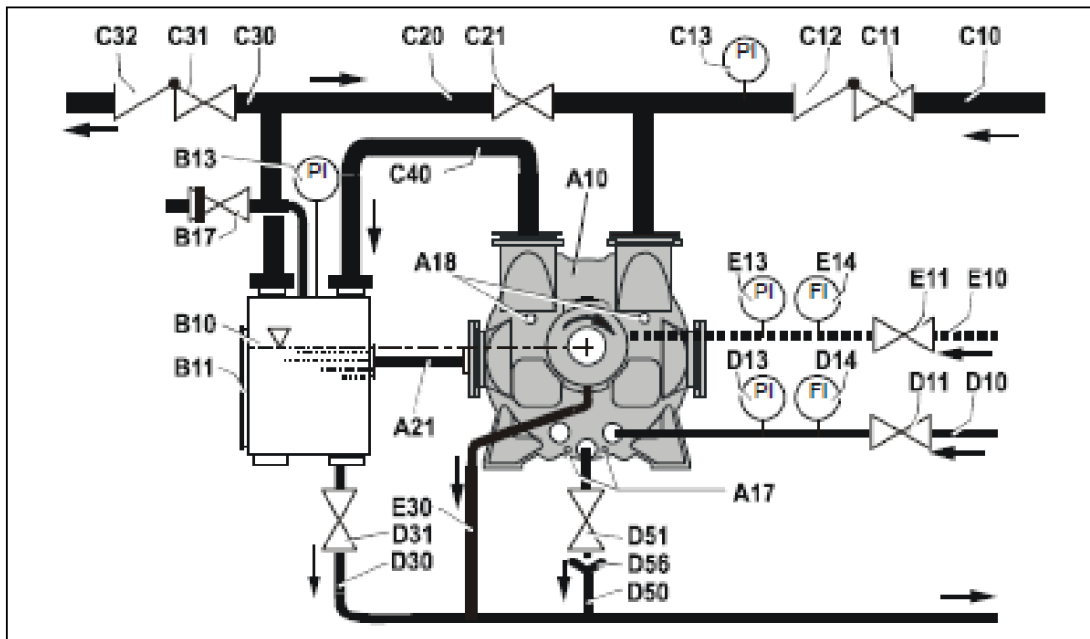 C32 C31 C30 C20 C21 C13 C12 C11 C10
PI
B13
PI
C40
A10
B17
A18
E13 E14 E11 E10
PI FI
B10
D13 D14 D11 D10
B11
PI FI
A21
A17
E30
D31
D51
D30
D56
D50